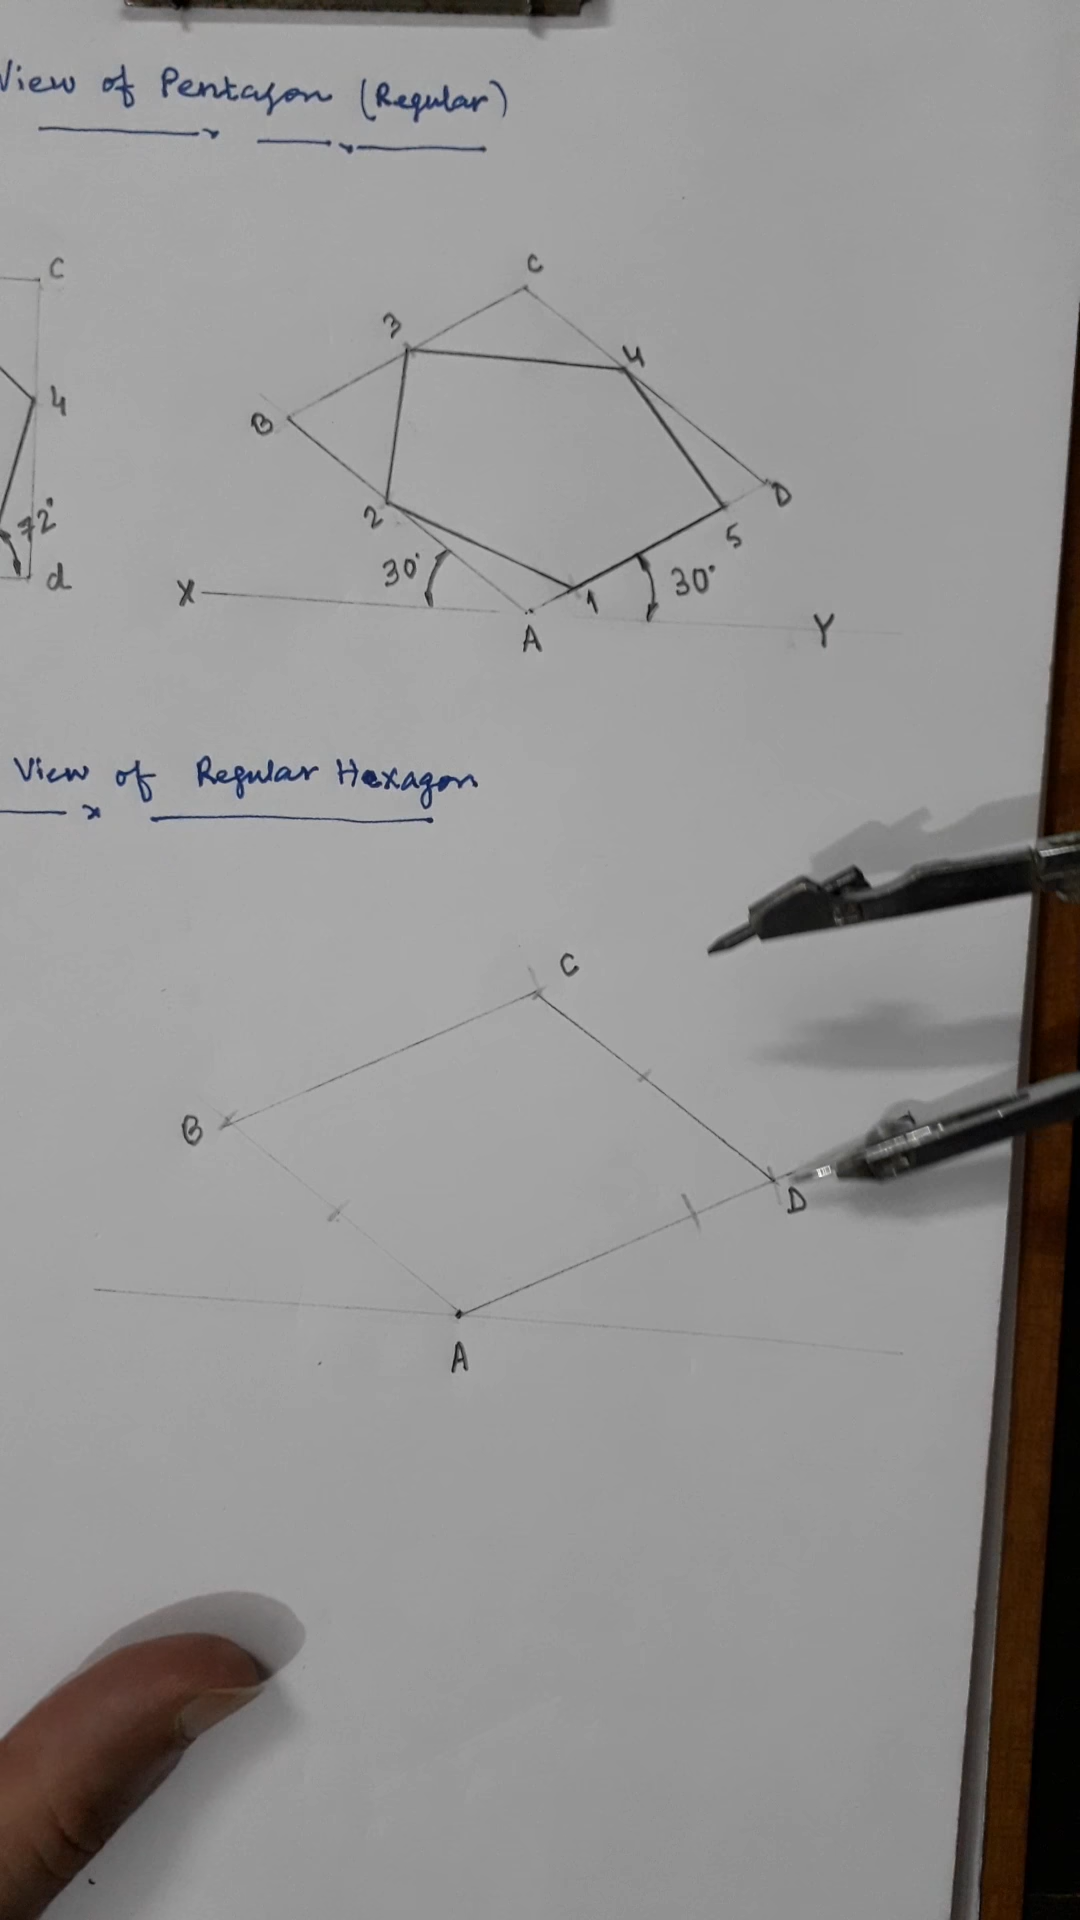 View of Pentagon (Regular)
C
4
72°
d
C
3
4
B
D
2
5
30°
30°
X
1
A
Y
View of Regular Hexagon
C
B
D
A